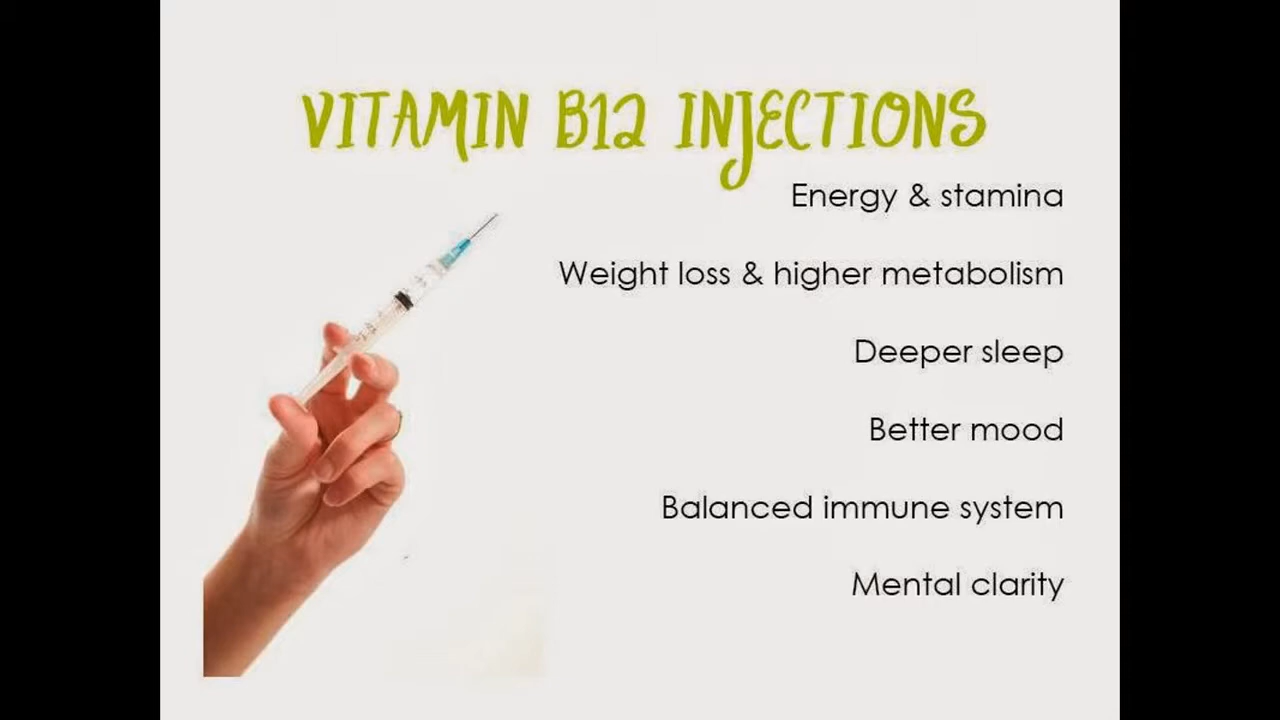 VITAMIN B12 INJECTIONS
Energy & stamina
Weight loss & higher metabolism
Deeper sleep
Better mood
Balanced immune system
Mental clarity